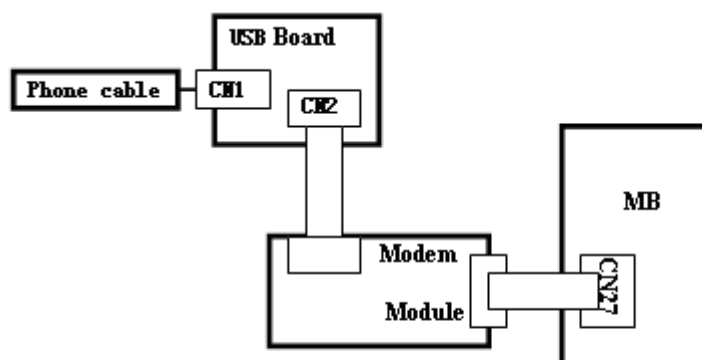 USB Board
Phone cable
CN1
CN2
MB
Modem
CN27
Module